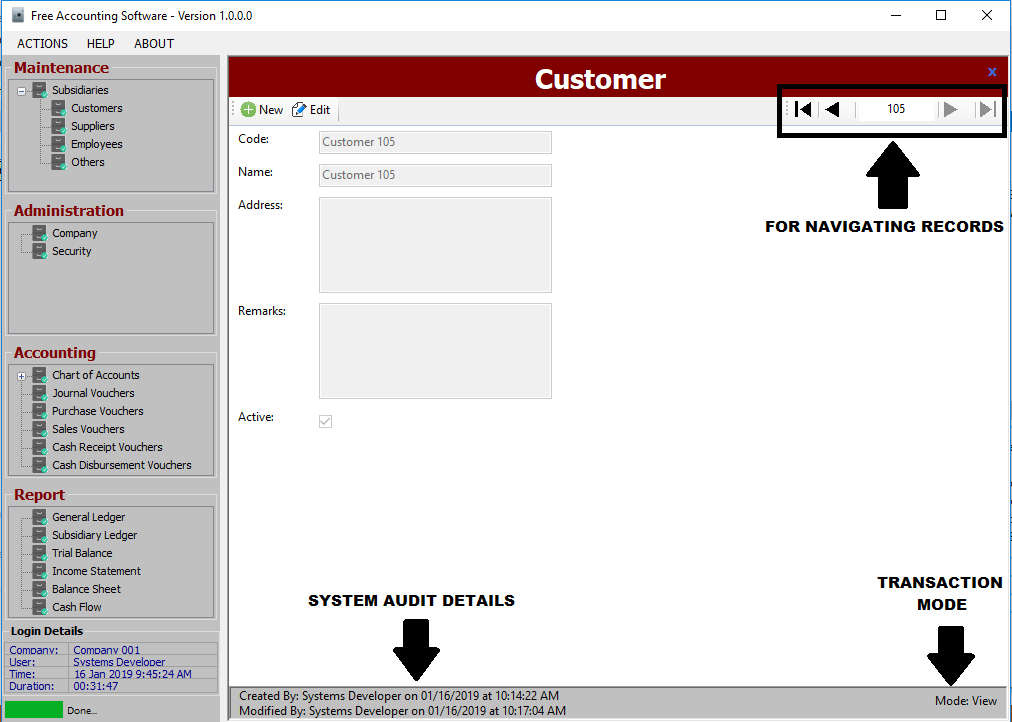 Free Accounting Software - Version 1.0.0.0
ACTIONS HELP ABOUT
Maintenance
Subsidiaries
Customers
Suppliers
Employees
Others
Administration
Company
Security
Accounting
Chart of Accounts
Journal Vouchers
Purchase Vouchers
Sales Vouchers
Cash Receipt Vouchers
Cash Disbursement Vouchers
Report
General Ledger
Subsidiary Ledger
Trial Balance
Income Statement
Balance Sheet
Cash Flow
Login Details
Company: Company 001
User: Systems Developer
Time: 16 Jan 2019 9:45:24 AM
Duration: 00:31:47
Done...
Customer
x
New Edit
105
Code: Customer 105
Name: Customer 105
Address:
Remarks:
Active:
FOR NAVIGATING RECORDS
SYSTEM AUDIT DETAILS
TRANSACTION
MODE
Created By: Systems Developer on 01/16/2019 at 10:14:22 AM
Modified By: Systems Developer on 01/16/2019 at 10:17:04 AM
Mode: View